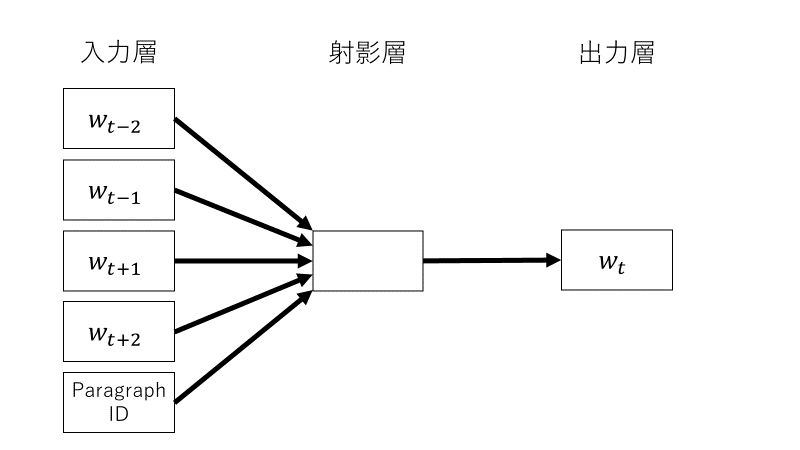 入力層
射影層
出力層
w_{t−2}
w_{t−1}
w_{t+1}
w_t
w_{t+2}
Paragraph
ID